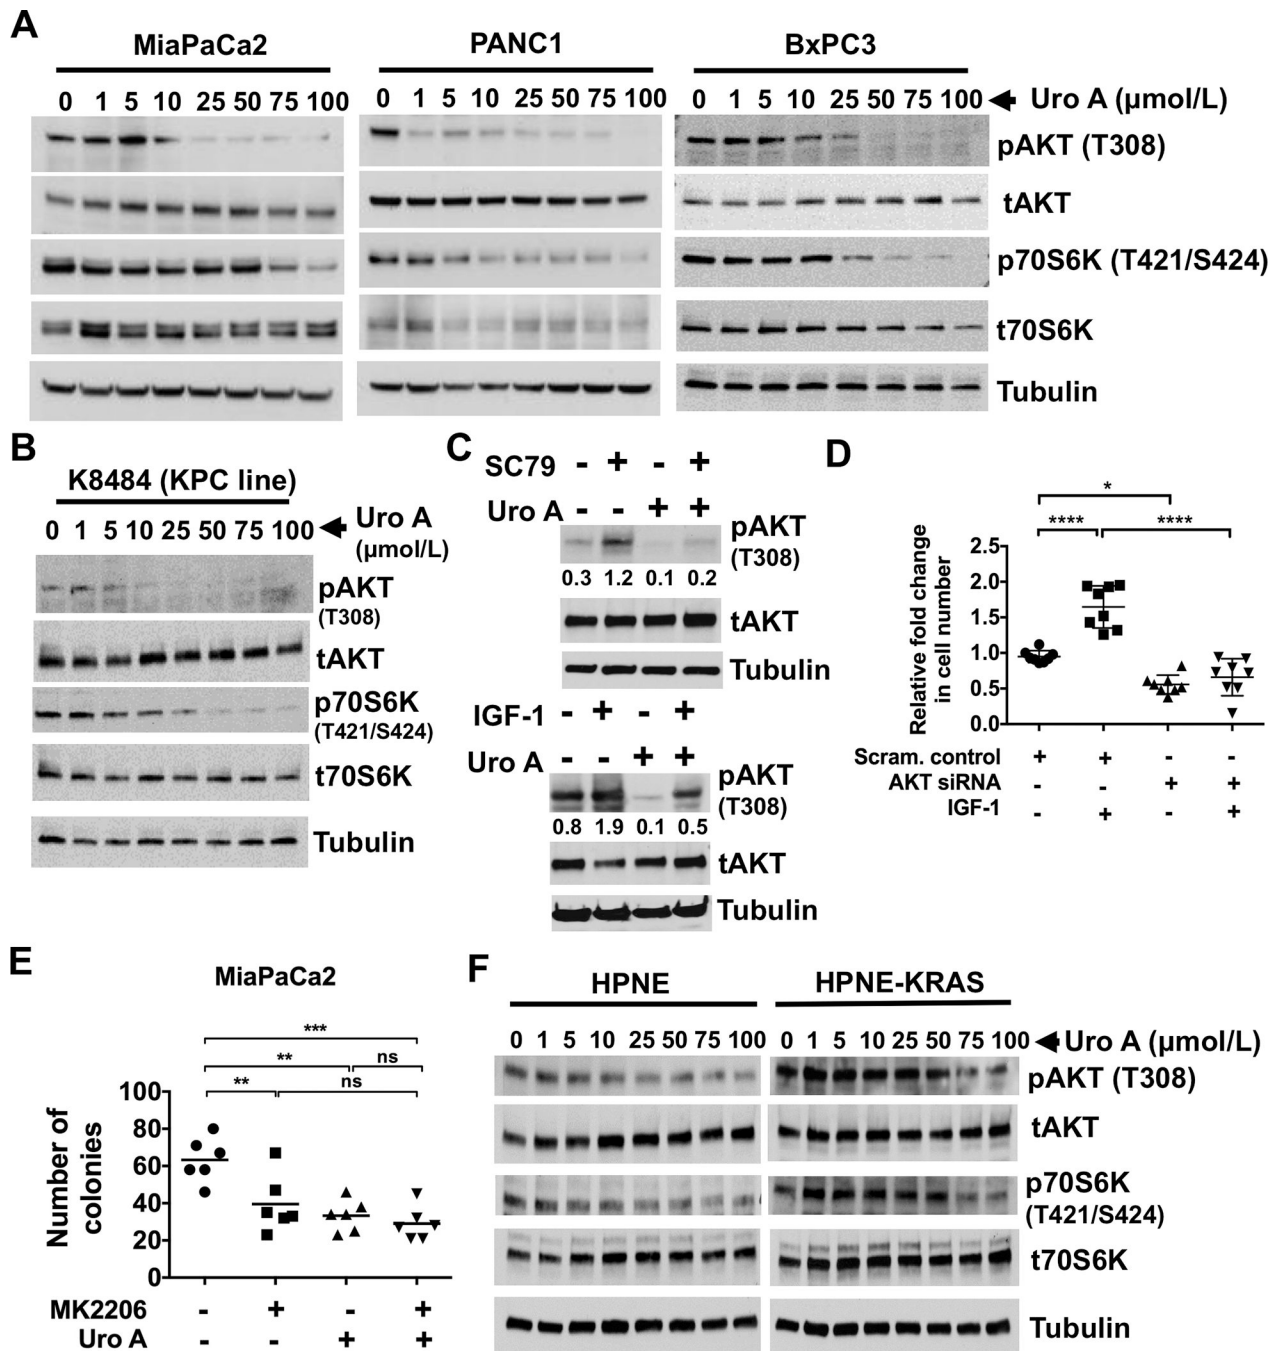 A
MiaPaCa2 PANC1 BxPC3
0 1 5 10 25 50 75 100 0 1 5 10 25 50 75 100 0 1 5 10 25 50 75 100 Uro A (µmol/L)
pAKT (T308)
tAKT
p70S6K (T421/S424)
t70S6K
Tubulin
B
K8484 (KPC line)
0 1 5 10 25 50 75 100 Uro A
(µmol/L)
pAKT
(T308)
tAKT
p70S6K
(T421/S424)
t70S6K
Tubulin
C
SC79 - + - +
Uro A - - + +
pAKT
(T308)
0.3 1.2 0.1 0.2
tAKT
Tubulin
IGF-1 - + - +
Uro A - - + +
pAKT
(T308)
0.8 1.9 0.1 0.5
tAKT
Tubulin
D
*
**** ****
Relative fold change
in cell number
2.5
2.0
1.5
1.0
0.5
0.0
Scram. control + + - -
AKT siRNA - - + +
IGF-1 - + - +
E
MiaPaCa2
***
** ns
** ns
Number of
colonies
100
80
60
40
20
0
MK2206 - + - +
Uro A - - + +
F
HPNE HPNE-KRAS
0 1 5 10 25 50 75 100 0 1 5 10 25 50 75 100 Uro A (µmol/L)
pAKT (T308)
tAKT
p70S6K
(T421/S424)
t70S6K
Tubulin